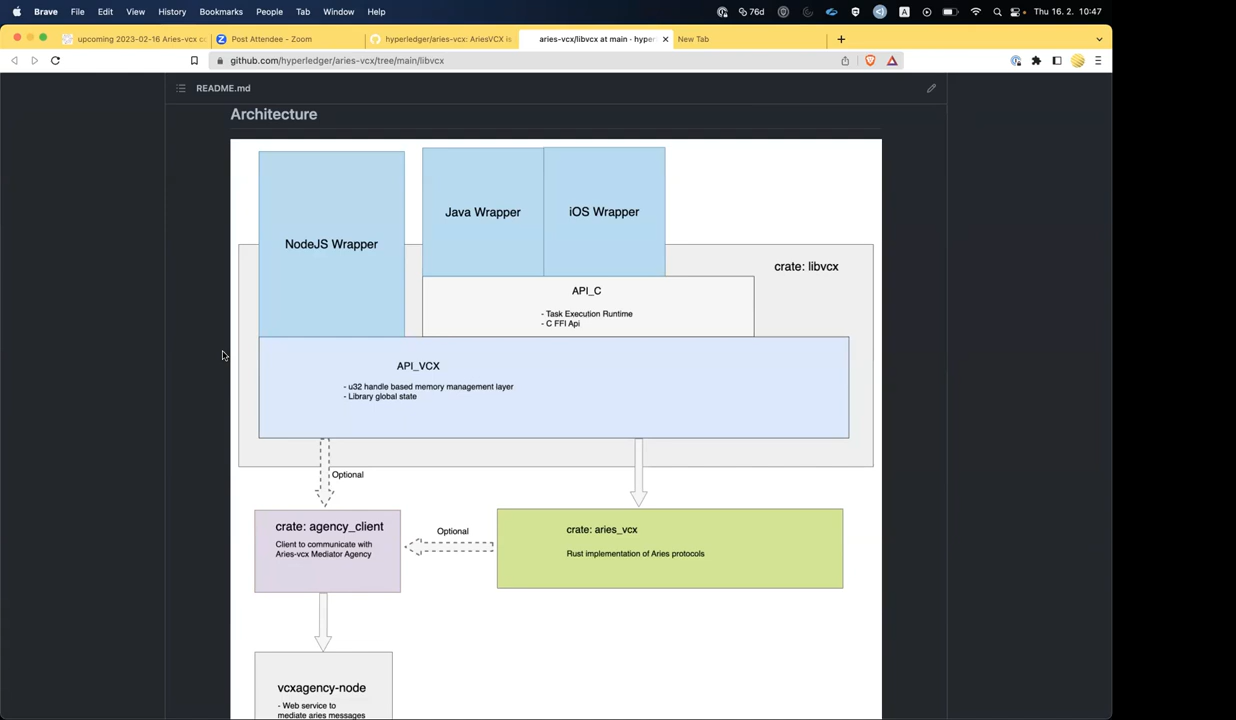 Brave File Edit View History Bookmarks People Tab Window Help 76d A Thu 16. 2. 10:47
upcoming 2023-02-16 Aries-vcx cc Post Attendee - Zoom hyperledger/aries-vcx: AriesVCX is aries-vcx/libvcx at main · hyper New Tab
github.com/hyperledger/aries-vcx/tree/main/libvcx
README.md
Architecture
NodeJS Wrapper
Java Wrapper
iOS Wrapper
crate: libvcx
API_C
- Task Execution Runtime
- C FFI Api
API_VCX
- u32 handle based memory management layer
- Library global state
Optional
crate: agency_client
Client to communicate with
Aries-vcx Mediator Agency
Optional
crate: aries_vcx
Rust implementation of Aries protocols
vcxagency-node
- Web service to
mediate aries messages